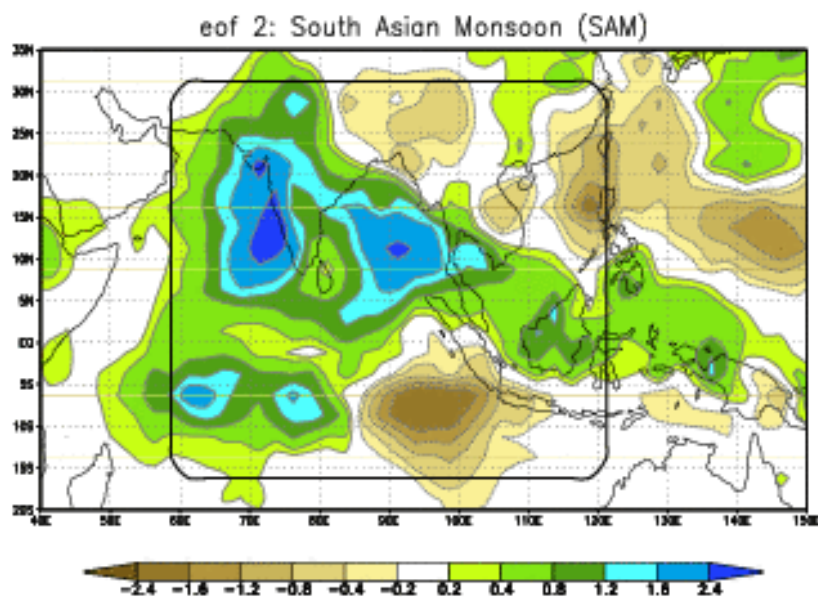 eof 2: South Asian Monsoon (SAM)
35N
30N
25N
20N
15N
10N
5N
EQ
5S
10S
15S
20S
40E 50E 60E 70E 80E 90E 100E 110E 120E 130E 140E 150E
-2.4 -1.6 -1.2 -0.8 -0.4 -0.2 0.2 0.4 0.8 1.2 1.6 2.4